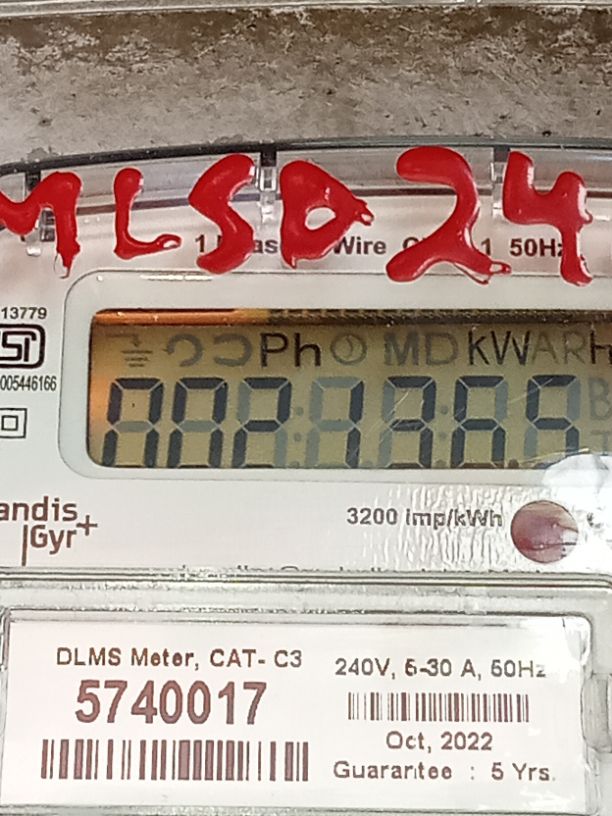 MLSD24
1 Wire 1 50Hz
13779
005446166
Ph MD kWARh
andis
Gyr+
3200 imp/kWh
DLMS Meter, CAT- C3
5740017
240V, 5-30 A, 50Hz
Oct, 2022
Guarantee : 5 Yrs.